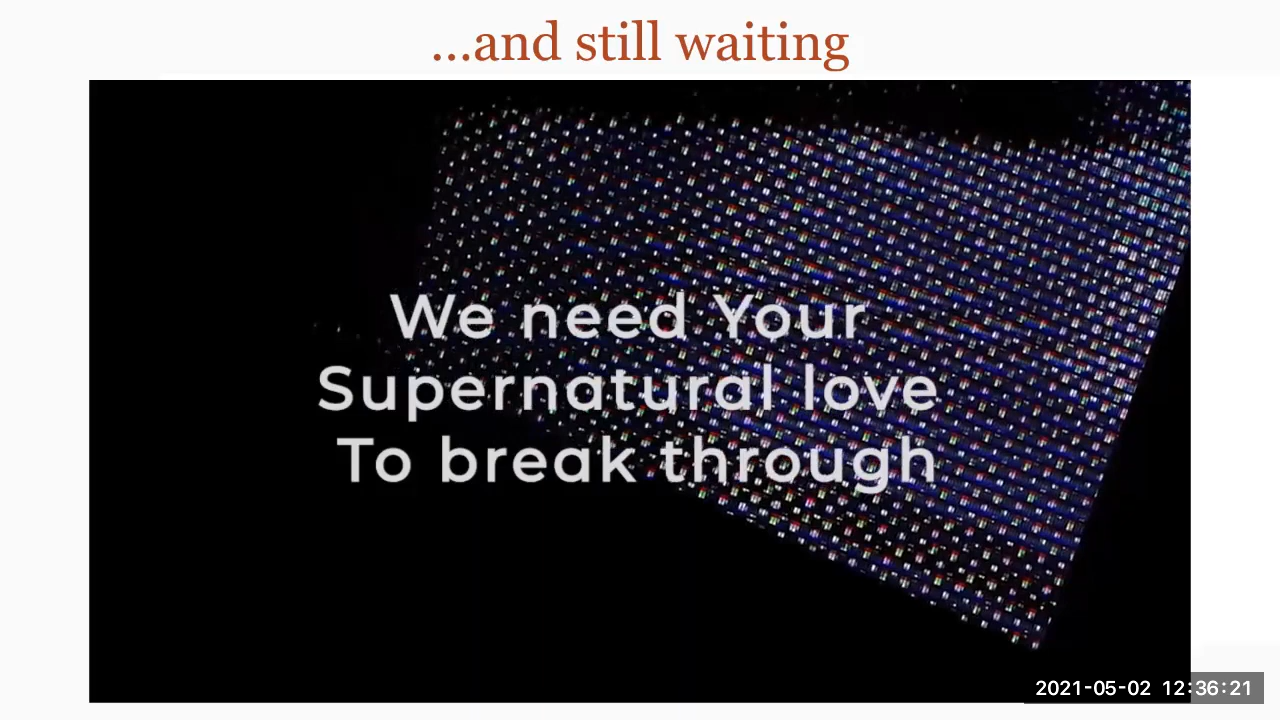 ...and still waiting
We need Your
Supernatural love
To break through
2021-05-02 12:36:21